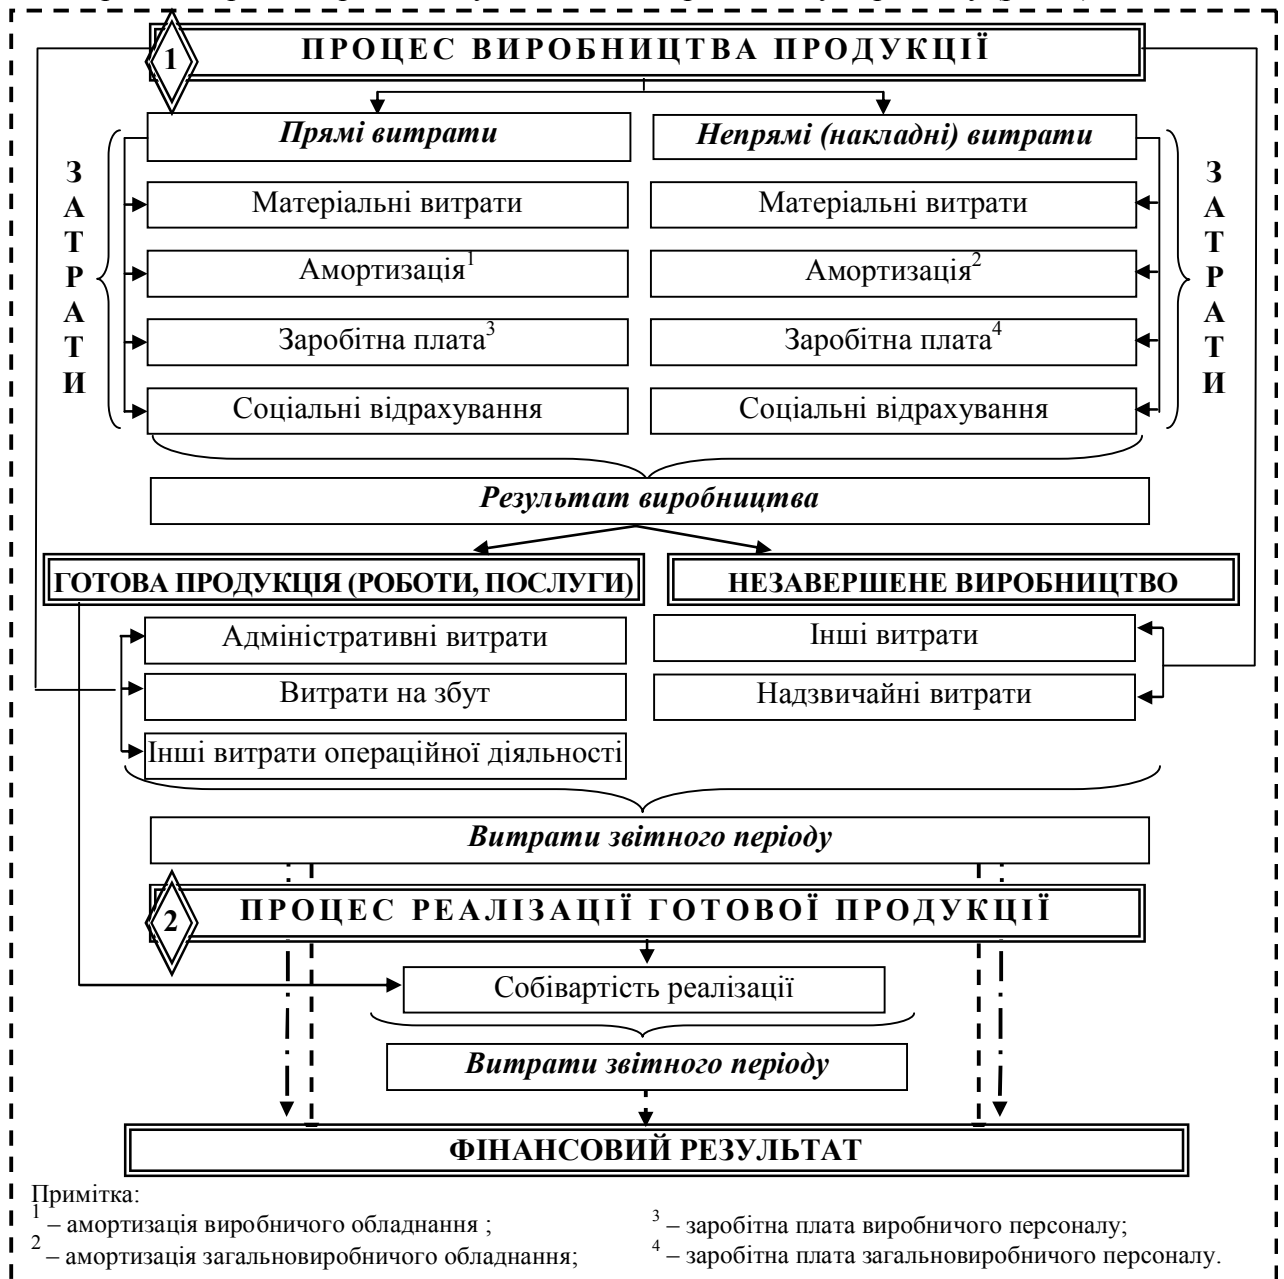 1
ПРОЦЕС ВИРОБНИЦТВА ПРОДУКЦІЇ
Прямі витрати
Непрямі (накладні) витрати
ЗАТРАТИ
ЗАТРАТИ
Матеріальні витрати
Матеріальні витрати
Амортизація¹
Амортизація²
Заробітна плата³
Заробітна плата⁴
Соціальні відрахування
Соціальні відрахування
Результат виробництва
ГОТОВА ПРОДУКЦІЯ (РОБОТИ, ПОСЛУГИ)
НЕЗАВЕРШЕНЕ ВИРОБНИЦТВО
Адміністративні витрати
Інші витрати
Витрати на збут
Надзвичайні витрати
Інші витрати операційної діяльності
Витрати звітного періоду
2
ПРОЦЕС РЕАЛІЗАЦІЇ ГОТОВОЇ ПРОДУКЦІЇ
Собівартість реалізації
Витрати звітного періоду
ФІНАНСОВИЙ РЕЗУЛЬТАТ
Примітка:
¹ – амортизація виробничого обладнання ;
³ – заробітна плата виробничого персоналу;
² – амортизація загальновиробничого обладнання;
⁴ – заробітна плата загальновиробничого персоналу.